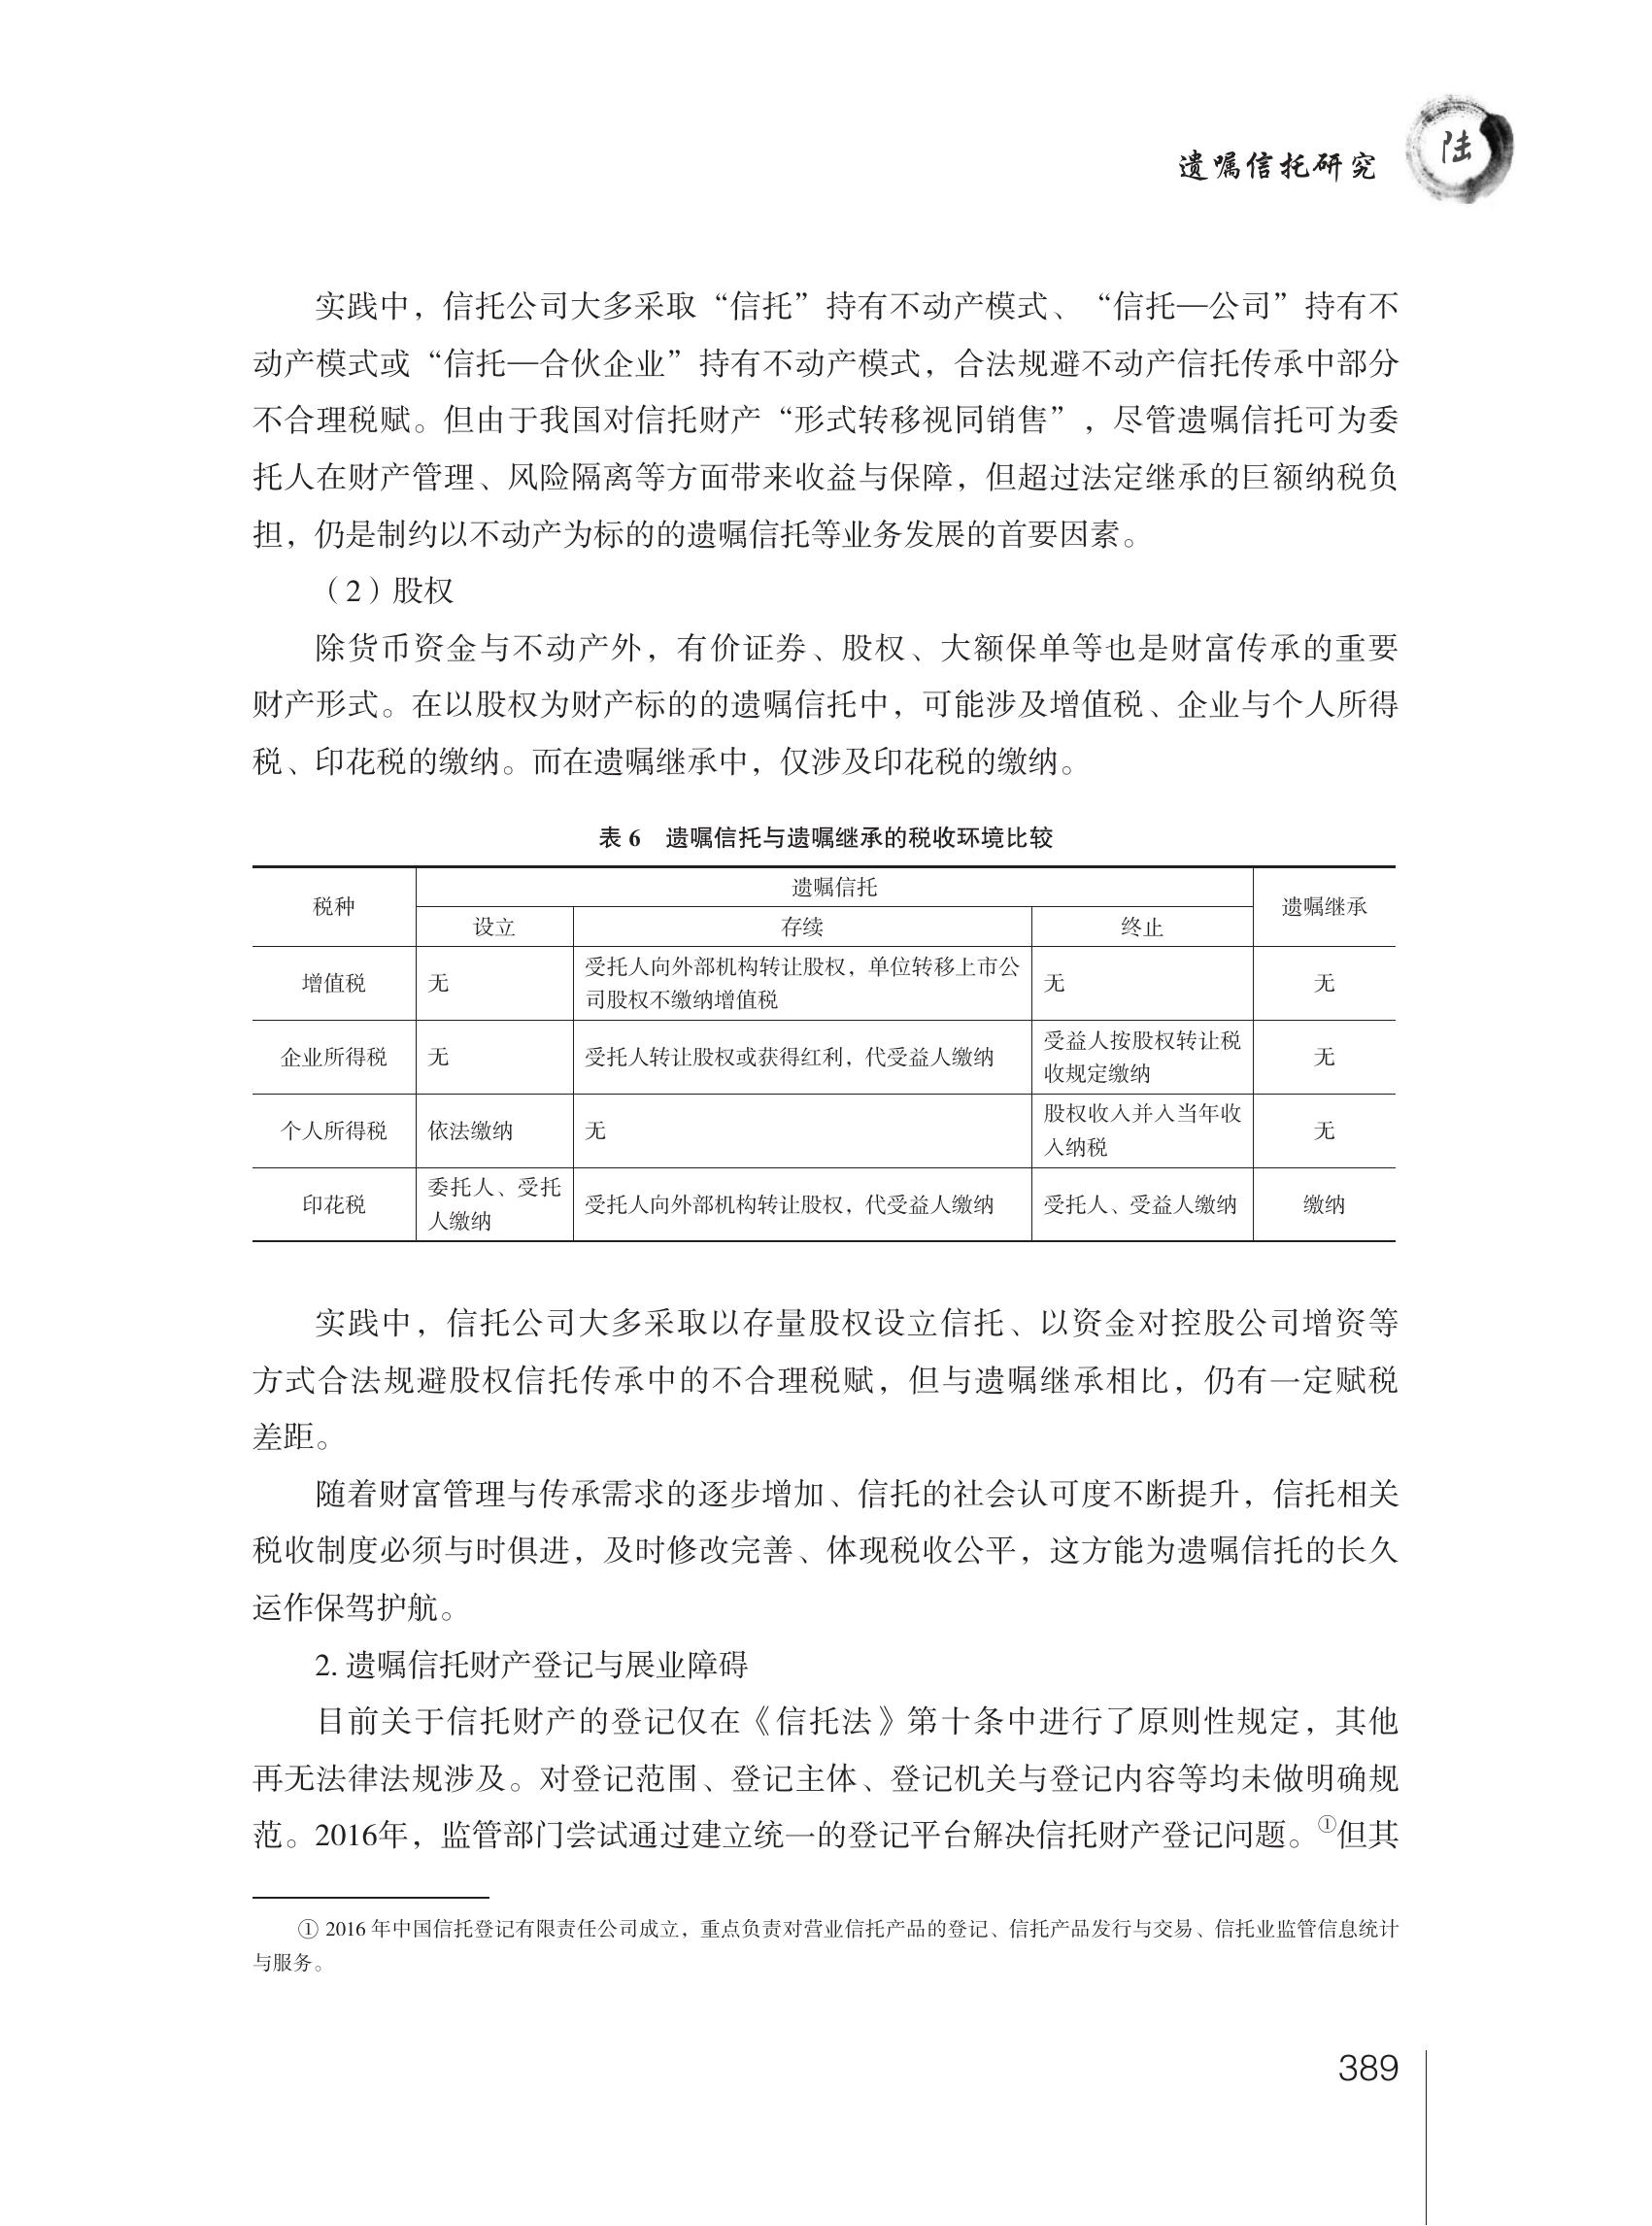 遗嘱信托研究
陆
实践中，信托公司大多采取“信托”持有不动产模式、“信托—公司”持有不
动产模式或“信托—合伙企业”持有不动产模式，合法规避不动产信托传承中部分
不合理税赋。但由于我国对信托财产“形式转移视同销售”，尽管遗嘱信托可为委
托人在财产管理、风险隔离等方面带来收益与保障，但超过法定继承的巨额纳税负
担，仍是制约以不动产为标的的遗嘱信托等业务发展的首要因素。
（2）股权
除货币资金与不动产外，有价证券、股权、大额保单等也是财富传承的重要
财产形式。在以股权为财产标的的遗嘱信托中，可能涉及增值税、企业与个人所得
税、印花税的缴纳。而在遗嘱继承中，仅涉及印花税的缴纳。
表 6 遗嘱信托与遗嘱继承的税收环境比较
税种 遗嘱信托 遗嘱继承
设立 存续 终止
增值税 无 受托人向外部机构转让股权，单位转移上市公
司股权不缴纳增值税 无 无
企业所得税 无 受托人转让股权或获得红利，代受益人缴纳 受益人按股权转让税
收规定缴纳 无
个人所得税 依法缴纳 无 股权收入并入当年收
入纳税 无
印花税 委托人、受托
人缴纳 受托人向外部机构转让股权，代受益人缴纳 受托人、受益人缴纳 缴纳
实践中，信托公司大多采取以存量股权设立信托、以资金对控股公司增资等
方式合法规避股权信托传承中的不合理税赋，但与遗嘱继承相比，仍有一定赋税
差距。
随着财富管理与传承需求的逐步增加、信托的社会认可度不断提升，信托相关
税收制度必须与时俱进，及时修改完善、体现税收公平，这方能为遗嘱信托的长久
运作保驾护航。
2. 遗嘱信托财产登记与展业障碍
目前关于信托财产的登记仅在《信托法》第十条中进行了原则性规定，其他
再无法律法规涉及。对登记范围、登记主体、登记机关与登记内容等均未做明确规
范。2016年，监管部门尝试通过建立统一的登记平台解决信托财产登记问题。①但其
① 2016 年中国信托登记有限责任公司成立，重点负责对营业信托产品的登记、信托产品发行与交易、信托业监管信息统计
与服务。
389